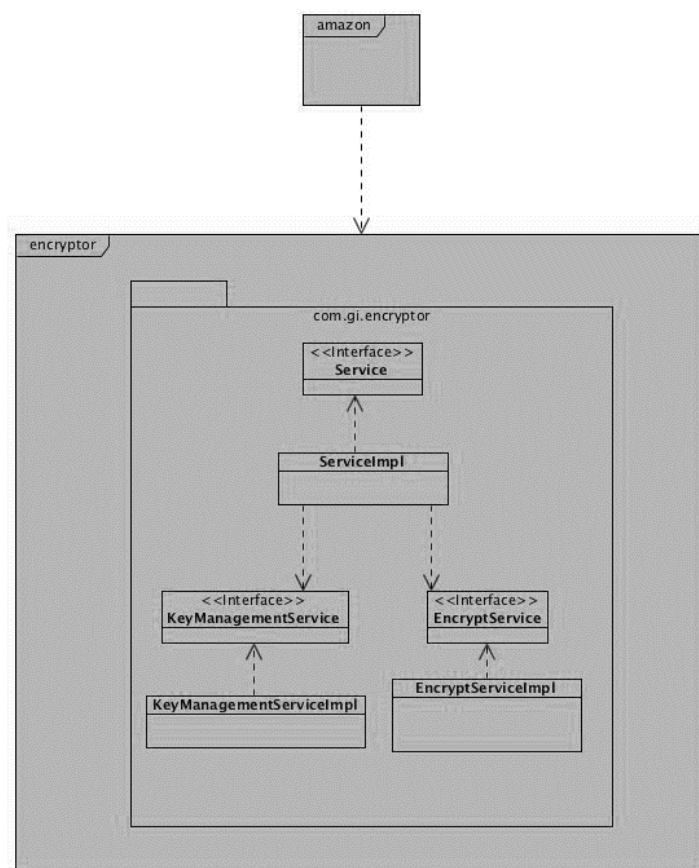 amazon
encryptor
com.gi.encryptor
<<Interface>>
Service
ServiceImpl
<<Interface>>
KeyManagementService
<<Interface>>
EncryptService
KeyManagementServiceImpl
EncryptServiceImpl